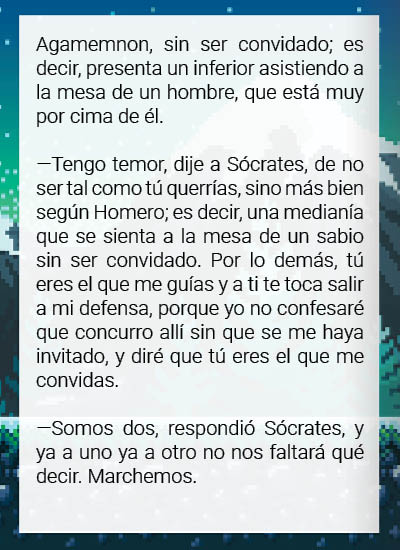 Agamemnon, sin ser convidado; es
decir, presenta un inferior asistiendo a
la mesa de un hombre, que está muy
por cima de él.
—Tengo temor, dije a Sócrates, de no
ser tal como tú querrías, sino más bien
según Homero; es decir, una medianía
que se sienta a la mesa de un sabio
sin ser convidado. Por lo demás, tú
eres el que me guías y a ti te toca salir
a mi defensa, porque yo no confesaré
que concurro allí sin que se me haya
invitado, y diré que tú eres el que me
convidas.
—Somos dos, respondió Sócrates, y
ya a uno ya a otro no nos faltará qué
decir. Marchemos.